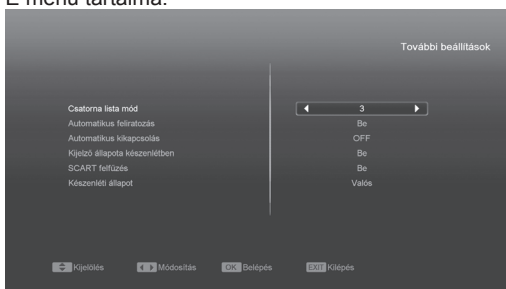 E menü tartalma:
További beállítások
Csatorna lista mód 3
Automatikus feliratozás Be
Automatikus kikapcsolás OFF
Kijelző állapota készenlétben Be
SCART felfűzés Be
Készenléti állapot Valós
Kijelölés Módosítás OK Belépés EXIT Kilépés